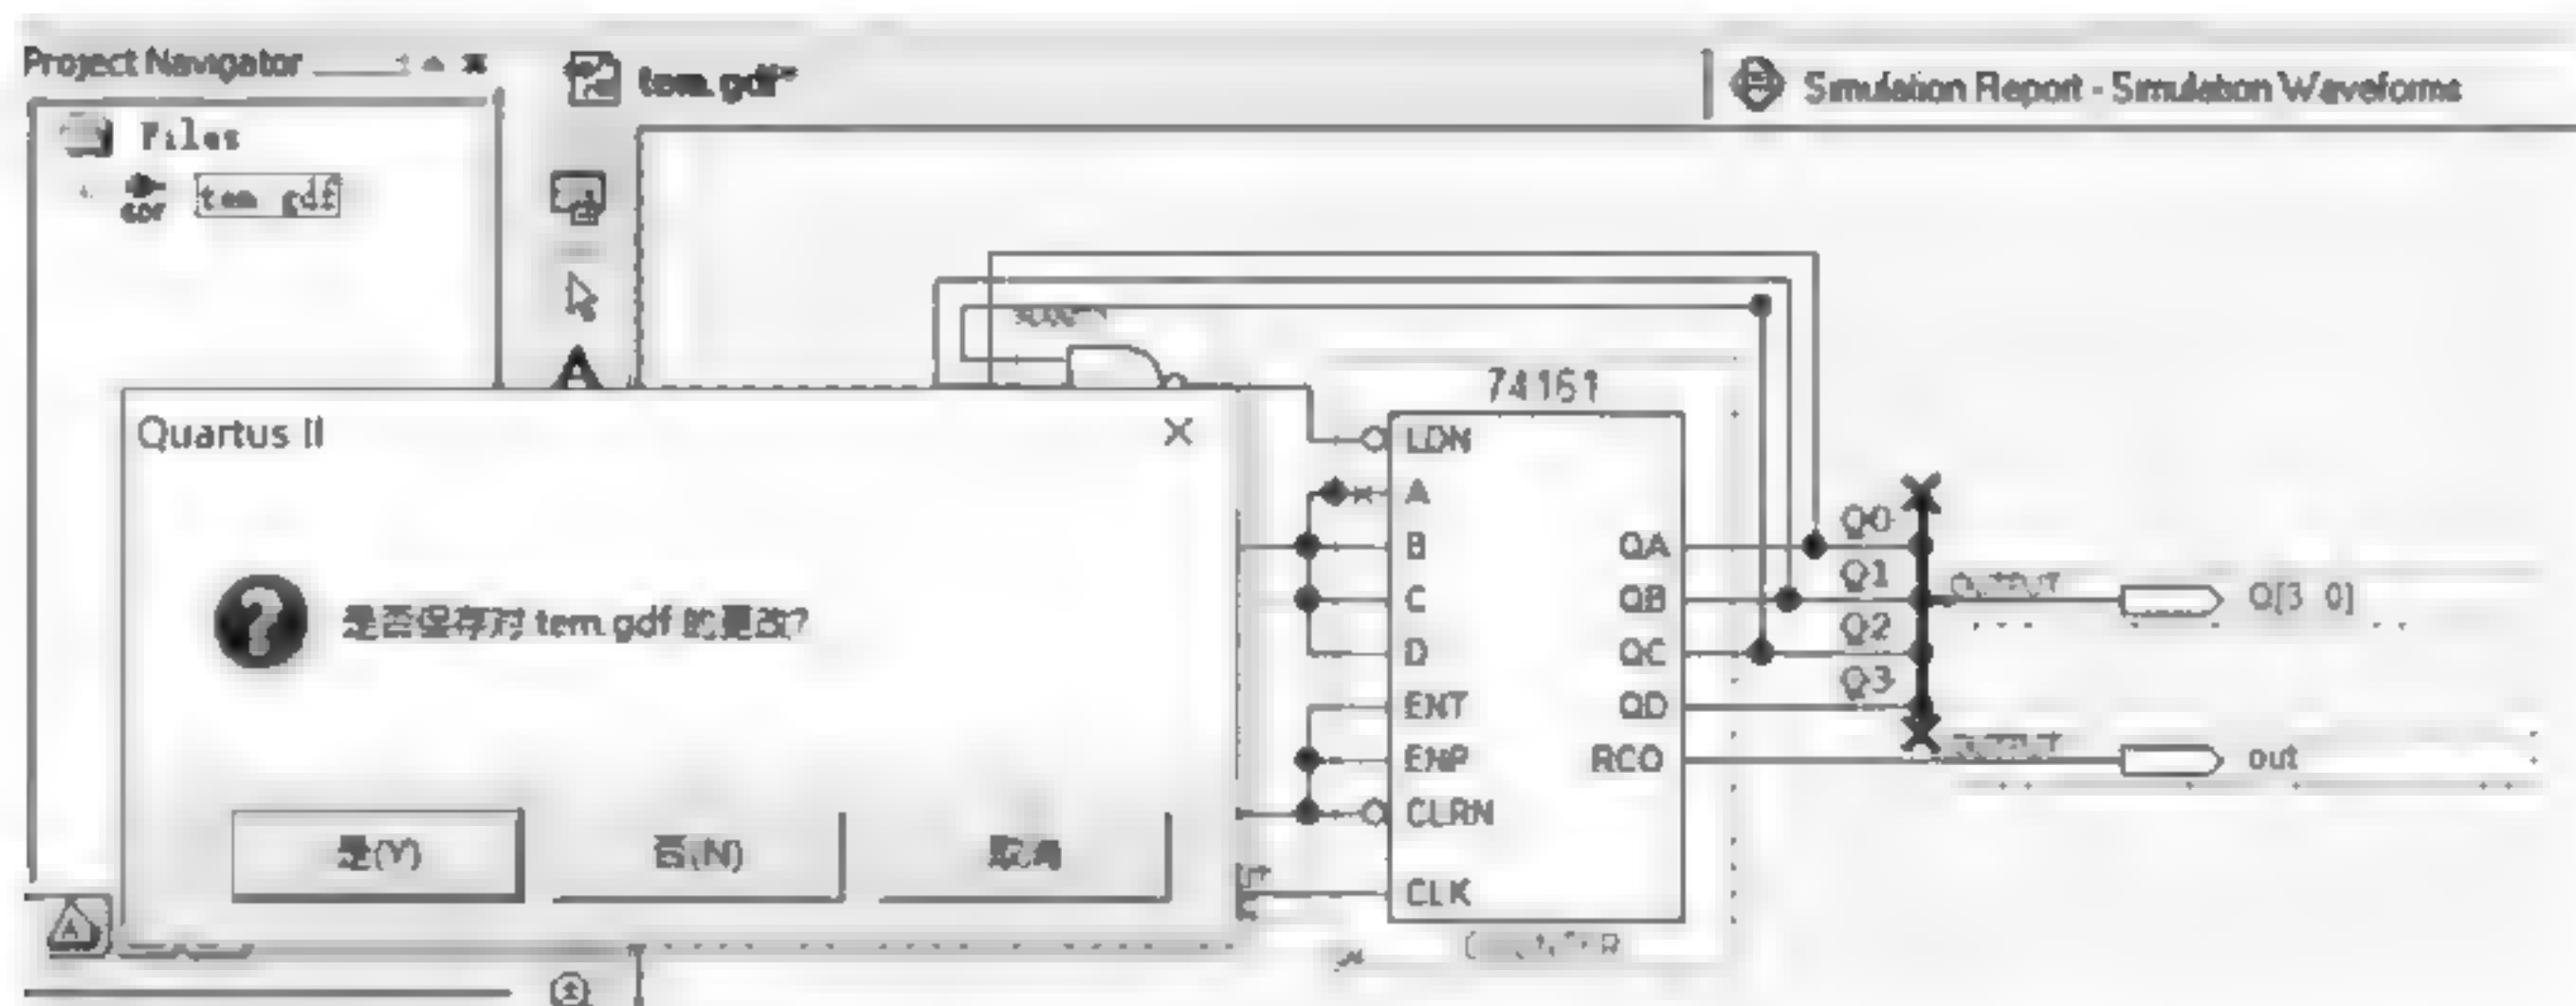 Project Navigator
tem.gdf*
Simulation Report - Simulation Waveforms
Files
tem gdf
74161
Quartus II
LDN
A
B
C
D
ENT
ENP
CLRN
CLK
QA
QB
QC
QD
RCO
Q0
Q1
Q2
Q3
OUTPUT
Q[3 0]
OUTPUT
out
是否保存对 tem.gdf 的更改?
是(Y)
否(N)
取消